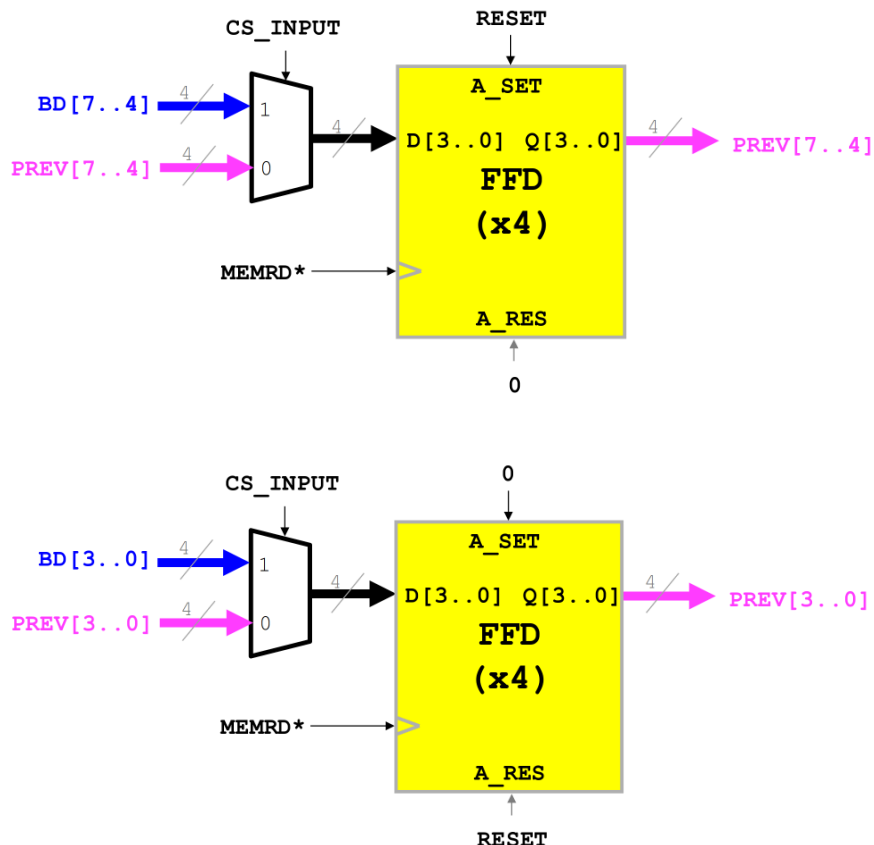 RESET
CS_INPUT
A_SET
BD[7..4]
4
1
4
D[3..0] Q[3..0]
4
PREV[7..4]
PREV[7..4]
4
0
FFD
(x4)
MEMRD*
A_RES
0
0
CS_INPUT
A_SET
BD[3..0]
4
1
4
D[3..0] Q[3..0]
4
PREV[3..0]
PREV[3..0]
4
0
FFD
(x4)
MEMRD*
A_RES
RESET